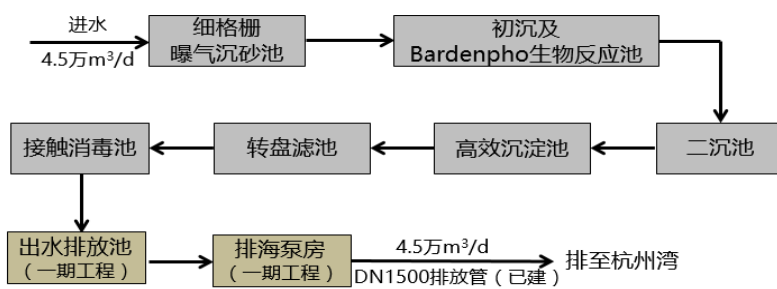 进水
4.5万m³/d
细格栅
曝气沉砂池
初沉及
Bardenpho生物反应池
二沉池
高效沉淀池
转盘滤池
接触消毒池
出水排放池
（一期工程）
排海泵房
（一期工程）
4.5万m³/d
DN1500排放管（已建）
排至杭州湾